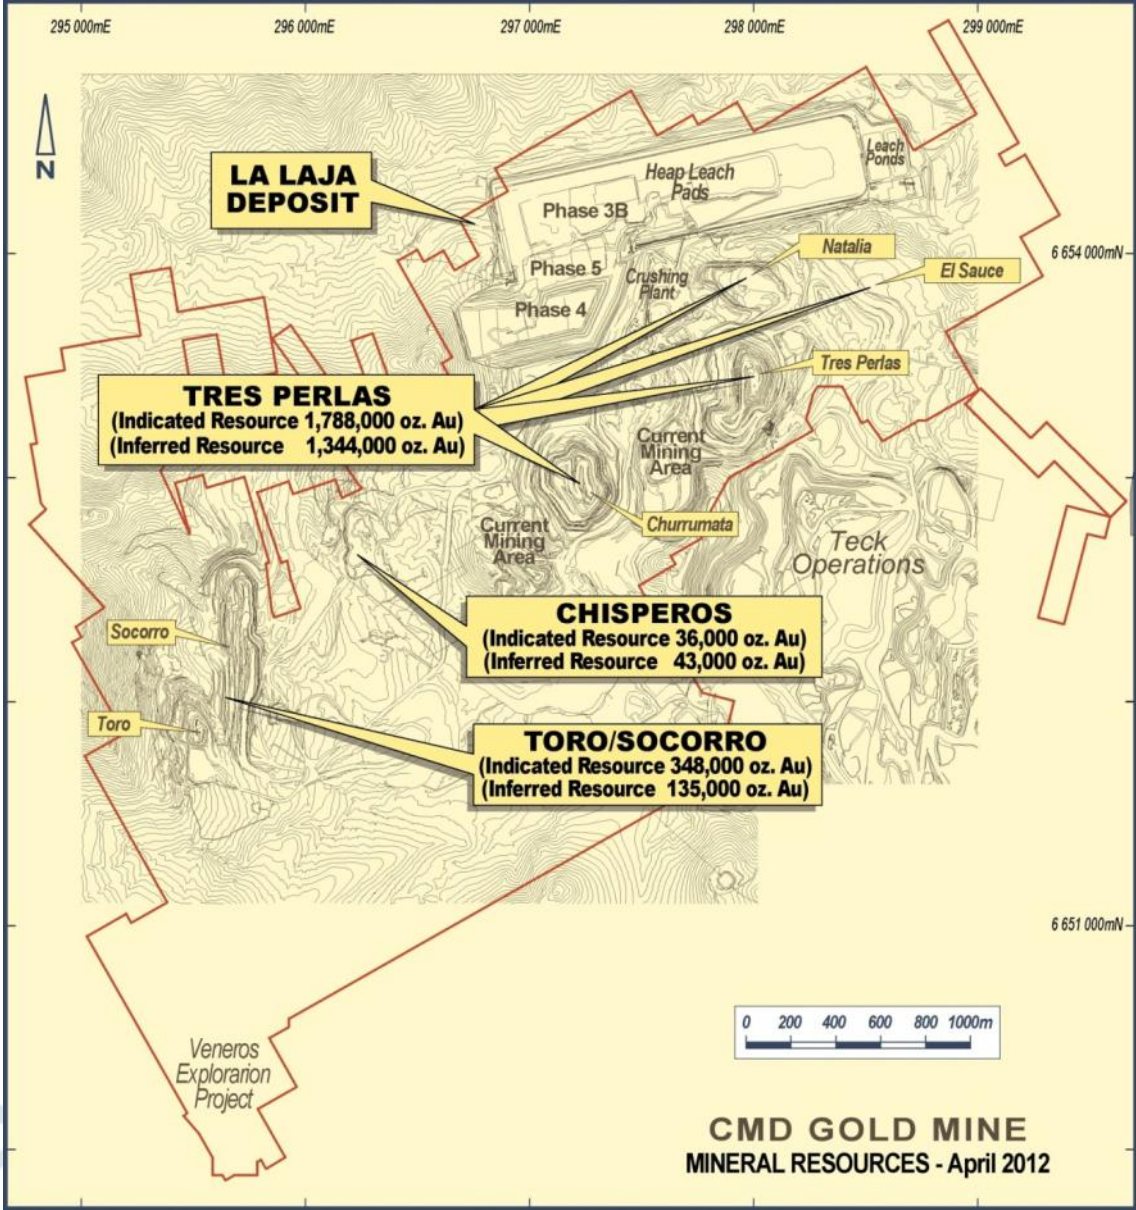 295 000mE
296 000mE
297 000mE
298 000mE
299 000mE
N
LA LAJA
DEPOSIT
Heap Leach
Pads
Leach
Ponds
Phase 3B
Natalia
6 654 000mN
El Sauce
Phase 5
Crushing
Plant
Phase 4
Tres Perlas
TRES PERLAS
(Indicated Resource 1,788,000 oz. Au)
(Inferred Resource 1,344,000 oz. Au)
Current
Mining
Area
Churrumata
Current
Mining
Area
Teck
Operations
CHISPEROS
(Indicated Resource 36,000 oz. Au)
(Inferred Resource 43,000 oz. Au)
Socorro
Toro
TORO/SOCORRO
(Indicated Resource 348,000 oz. Au)
(Inferred Resource 135,000 oz. Au)
6 651 000mN
0 200 400 600 800 1000m
Veneros
Explorarion
Project
CMD GOLD MINE
MINERAL RESOURCES - April 2012